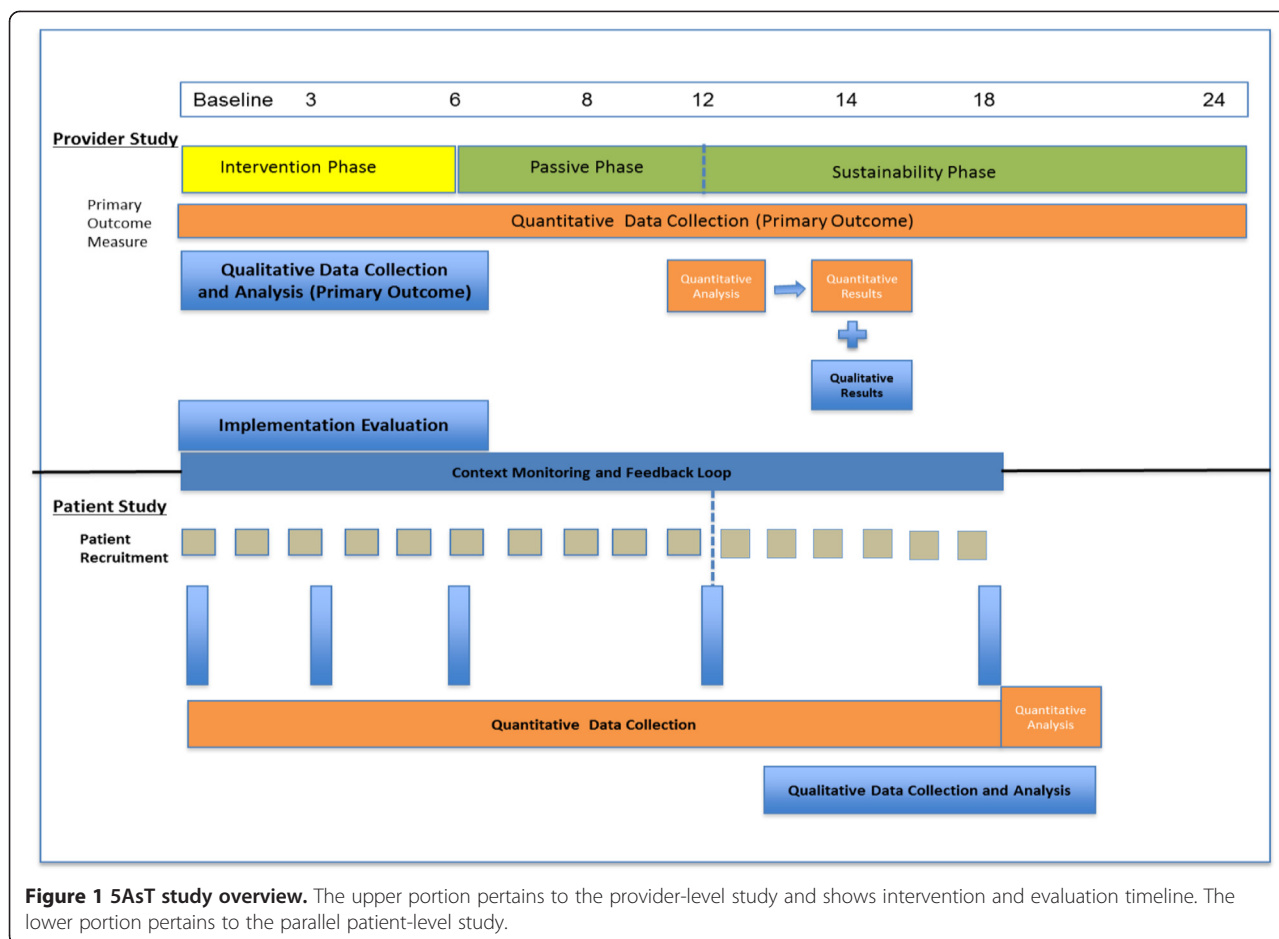 Baseline 3 6 8 12 14 18 24
Provider Study
Intervention Phase Passive Phase Sustainability Phase
Primary
Outcome
Measure
Quantitative Data Collection (Primary Outcome)
Qualitative Data Collection
and Analysis (Primary Outcome)
Quantitative
Analysis
Quantitative
Results
Qualitative
Results
Implementation Evaluation
Context Monitoring and Feedback Loop
Patient Study
Patient
Recruitment
Quantitative Data Collection
Quantitative
Analysis
Qualitative Data Collection and Analysis
Figure 1 5AsT study overview. The upper portion pertains to the provider-level study and shows intervention and evaluation timeline. The
lower portion pertains to the parallel patient-level study.